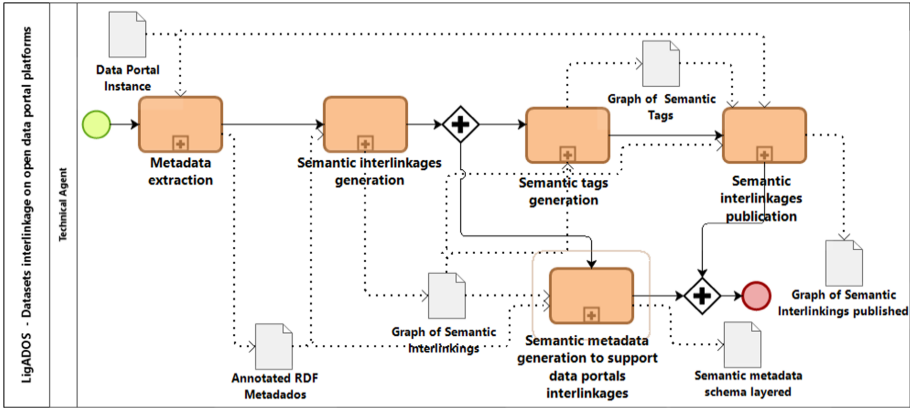 LigADOS - Datasets interlinkage on open data portal platforms
Technical Agent
Data Portal
Instance
Graph of Semantic
Tags
Metadata
extraction
Semantic interlinkages
generation
Semantic tags
generation
Semantic
interlinkages
publication
Graph of Semantic
Interlinkings
Graph of Semantic
Interlinkings published
Semantic metadata
generation to support
data portals
interlinkages
Annotated RDF
Metadados
Semantic metadata
schema layered